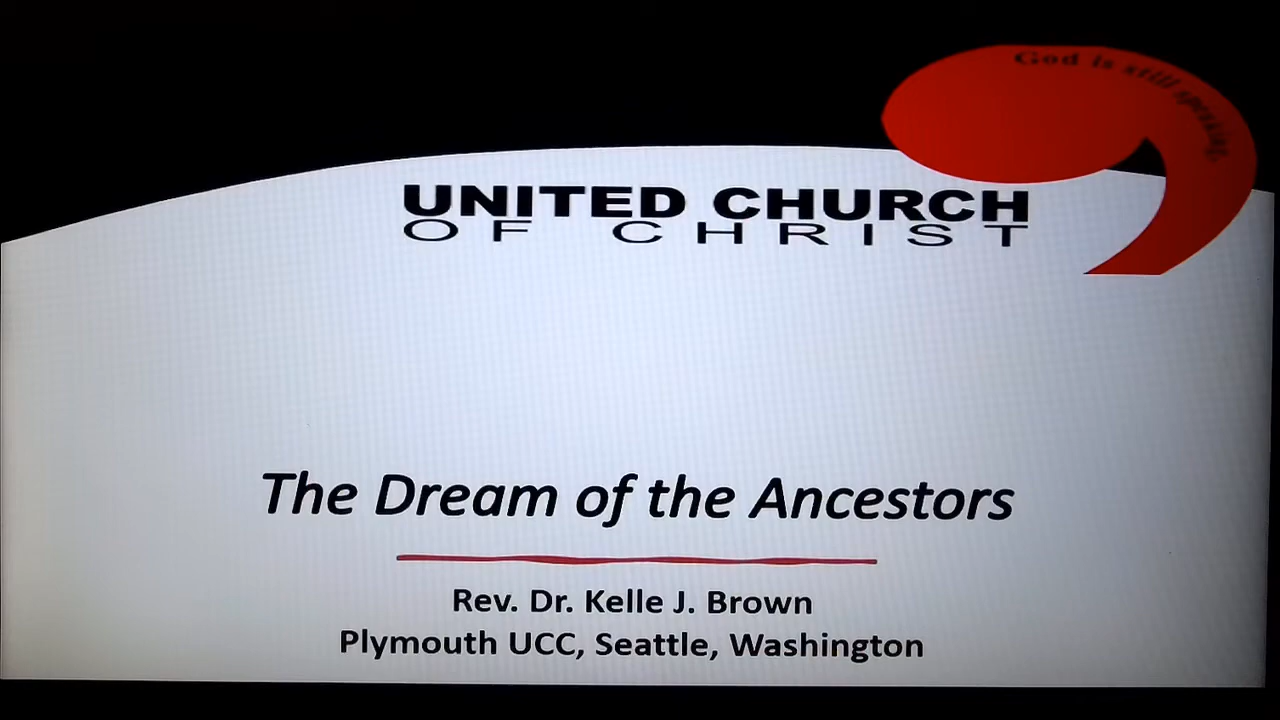 God is still speaking,
UNITED CHURCH
OF CHRIST
The Dream of the Ancestors
Rev. Dr. Kelle J. Brown
Plymouth UCC, Seattle, Washington